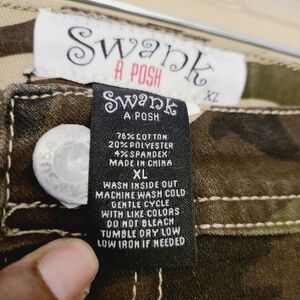 Swank
A POSH
XL
Swank
A POSH
76% COTTON
20% POLYESTER
4% SPANDEX
MADE IN CHINA
XL
WASH INSIDE OUT
MACHINE WASH COLD
GENTLE CYCLE
WITH LIKE COLORS
DO NOT BLEACH
TUMBLE DRY LOW
LOW IRON IF NEEDED